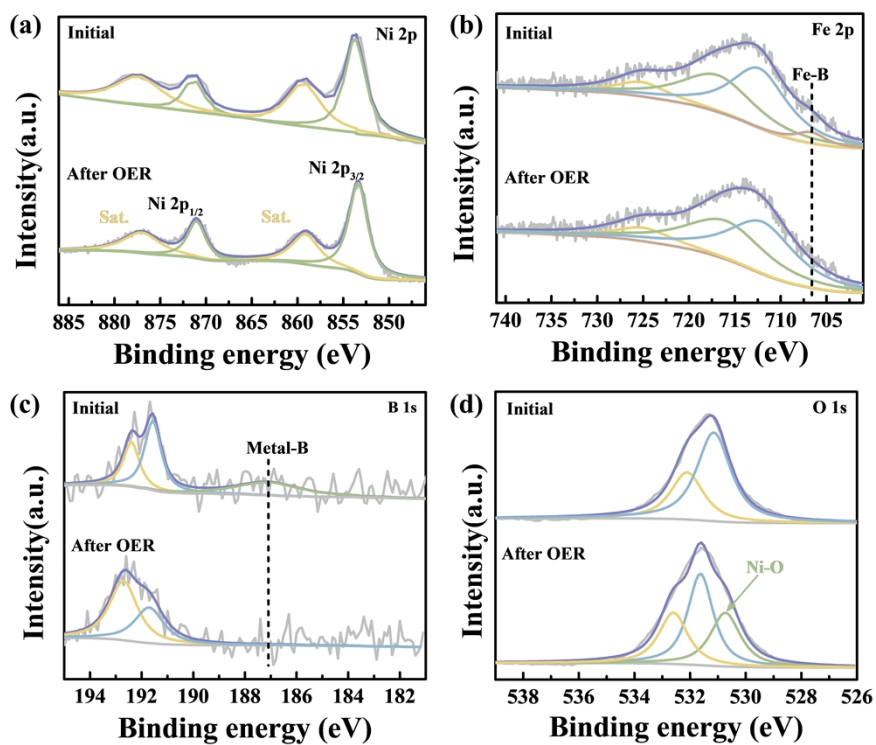 (a)
Initial
Ni 2p
After OER
Sat.
Ni 2p1/2
Sat.
Ni 2p3/2
Intensity(a.u.)
885 880 875 870 865 860 855 850
Binding energy (eV)
(b)
Initial
Fe 2p
Fe-B
After OER
Intensity(a.u.)
740 735 730 725 720 715 710 705
Binding energy (eV)
(c)
Initial
B 1s
Metal-B
After OER
Intensity(a.u.)
194 192 190 188 186 184 182
Binding energy (eV)
(d)
Initial
O 1s
After OER
Ni-O
Intensity(a.u.)
538 536 534 532 530 528 526
Binding energy (eV)